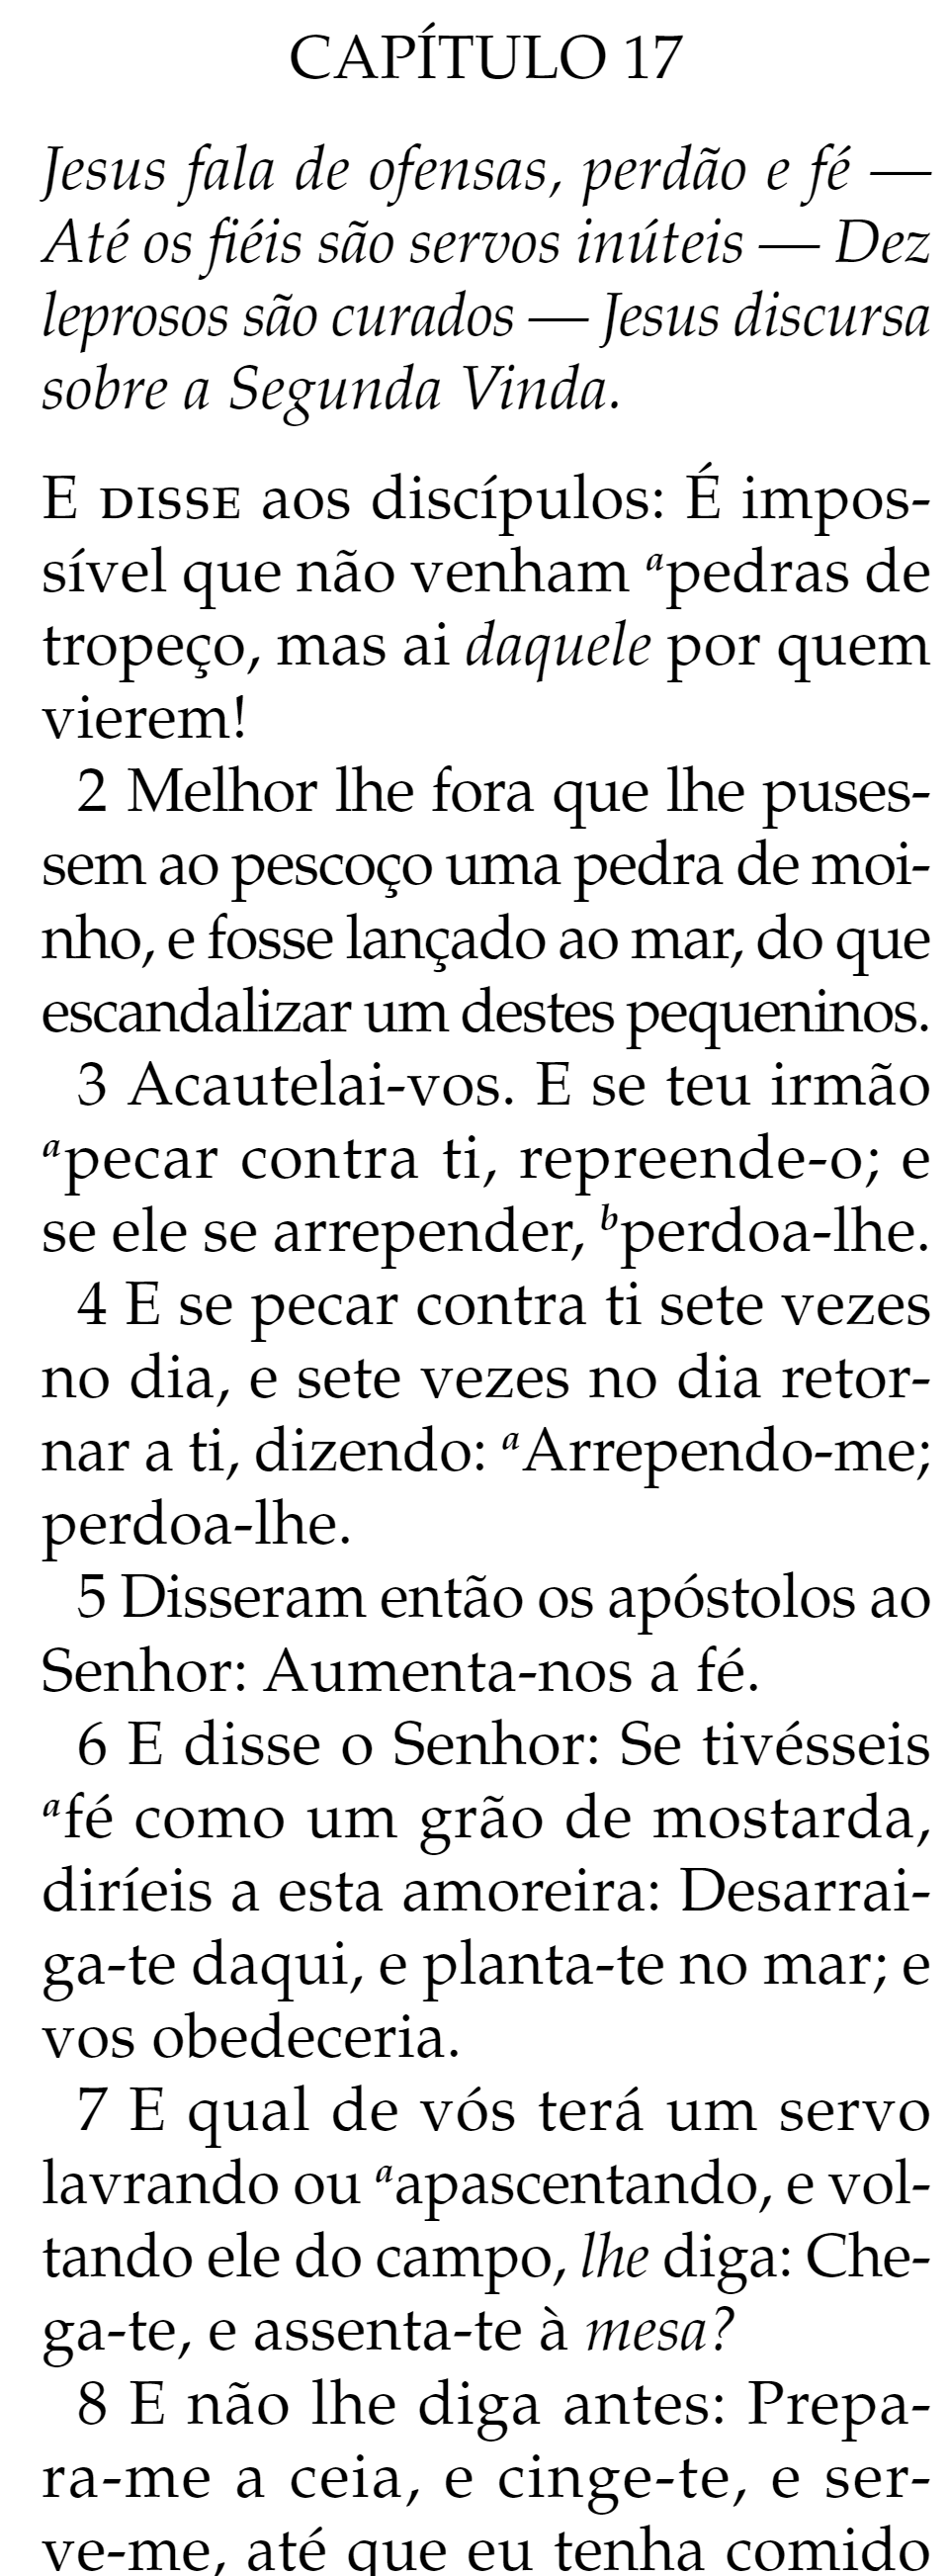 CAPÍTULO 17
Jesus fala de ofensas, perdão e fé —
Até os fiéis são servos inúteis — Dez
leprosos são curados — Jesus discursa
sobre a Segunda Vinda.
E DISSE aos discípulos: É impos-
sível que não venham ᵃpedras de
tropeço, mas ai daquele por quem
vierem!
2 Melhor lhe fora que lhe puses-
sem ao pescoço uma pedra de moi-
nho, e fosse lançado ao mar, do que
escandalizar um destes pequeninos.
3 Acautelai-vos. E se teu irmão
ᵃpecar contra ti, repreende-o; e
se ele se arrepender, ᵇperdoa-lhe.
4 E se pecar contra ti sete vezes
no dia, e sete vezes no dia retor-
nar a ti, dizendo: ᵃArrependo-me;
perdoa-lhe.
5 Disseram então os apóstolos ao
Senhor: Aumenta-nos a fé.
6 E disse o Senhor: Se tivésseis
ᵃfé como um grão de mostarda,
diríeis a esta amoreira: Desarrai-
ga-te daqui, e planta-te no mar; e
vos obedeceria.
7 E qual de vós terá um servo
lavrando ou ᵃapascentando, e vol-
tando ele do campo, lhe diga: Che-
ga-te, e assenta-te à mesa?
8 E não lhe diga antes: Prepa-
ra-me a ceia, e cinge-te, e ser-
ve-me, até que eu tenha comido